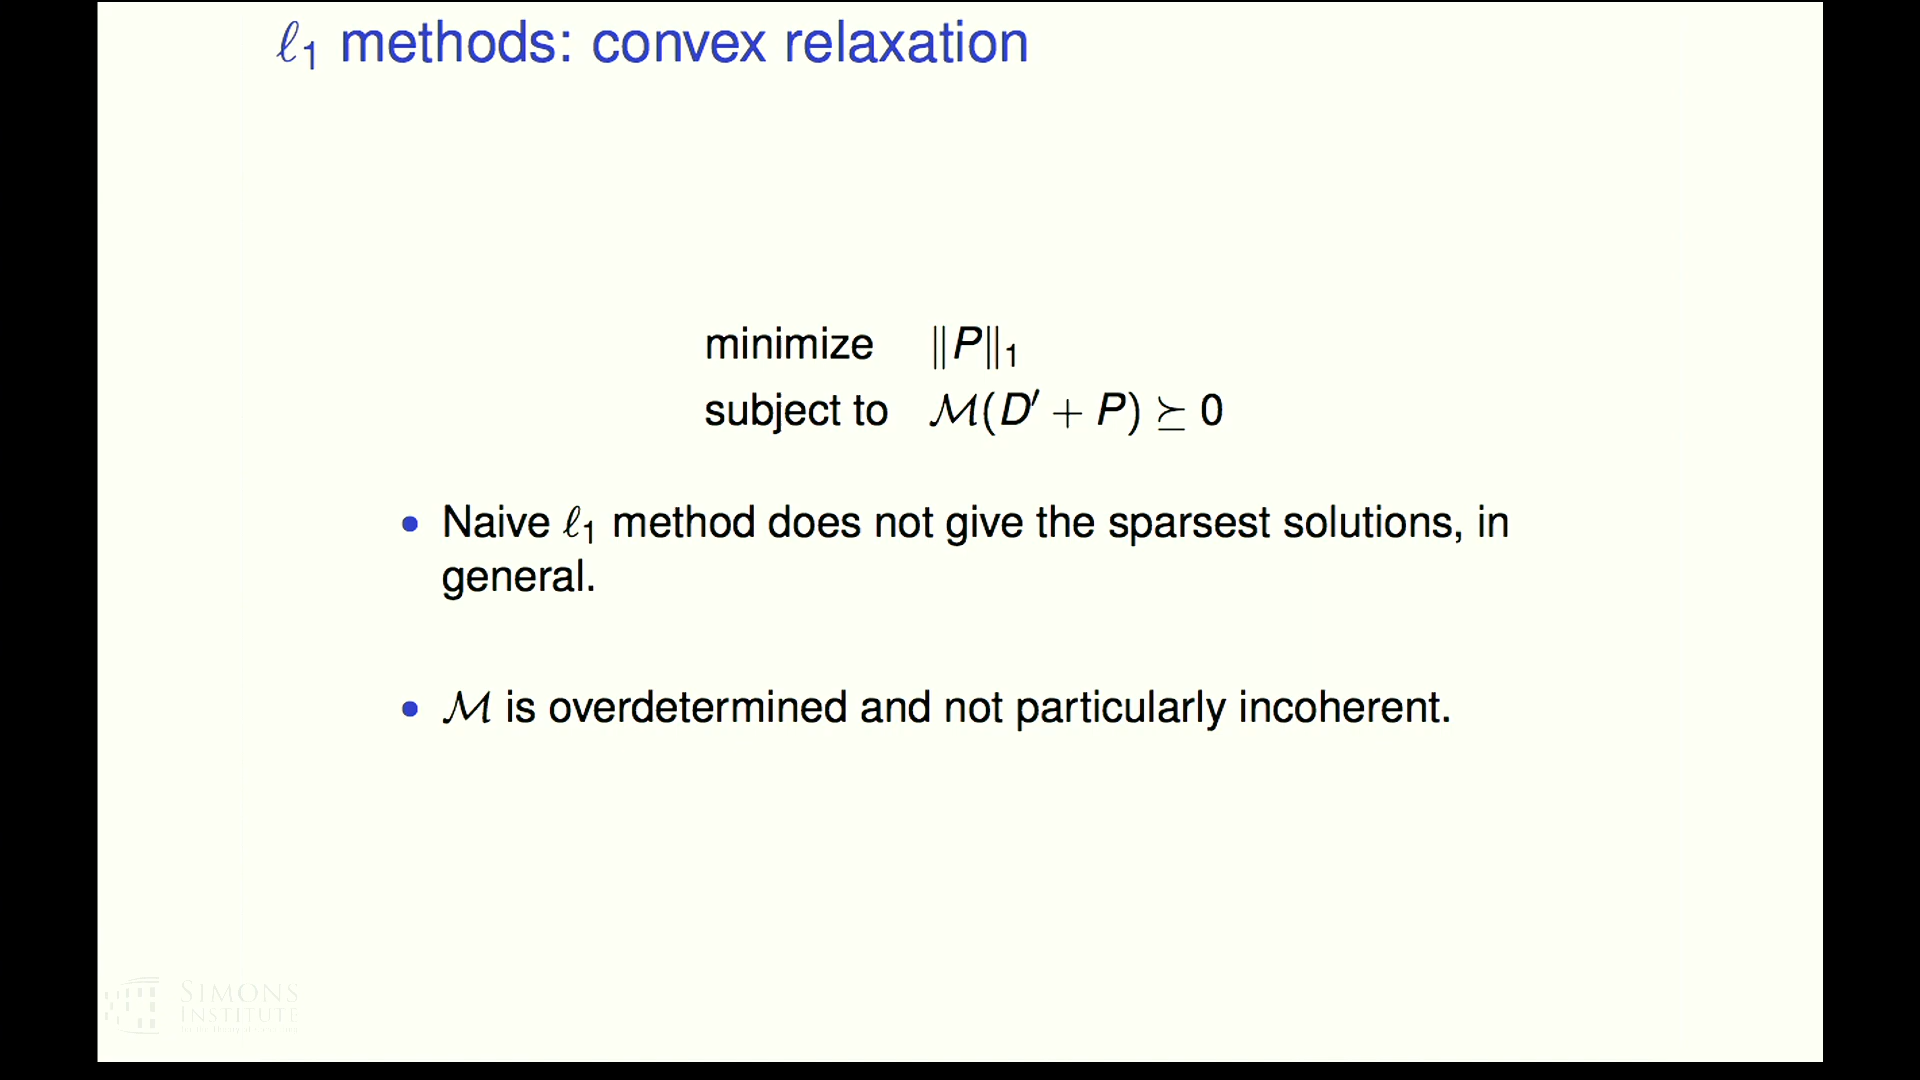 ℓ₁ methods: convex relaxation
minimize ‖P‖₁
subject to ℳ(D′ + P) ⪰ 0
• Naive ℓ₁ method does not give the sparsest solutions, in
general.
• ℳ is overdetermined and not particularly incoherent.
SIMONS
INSTITUTE